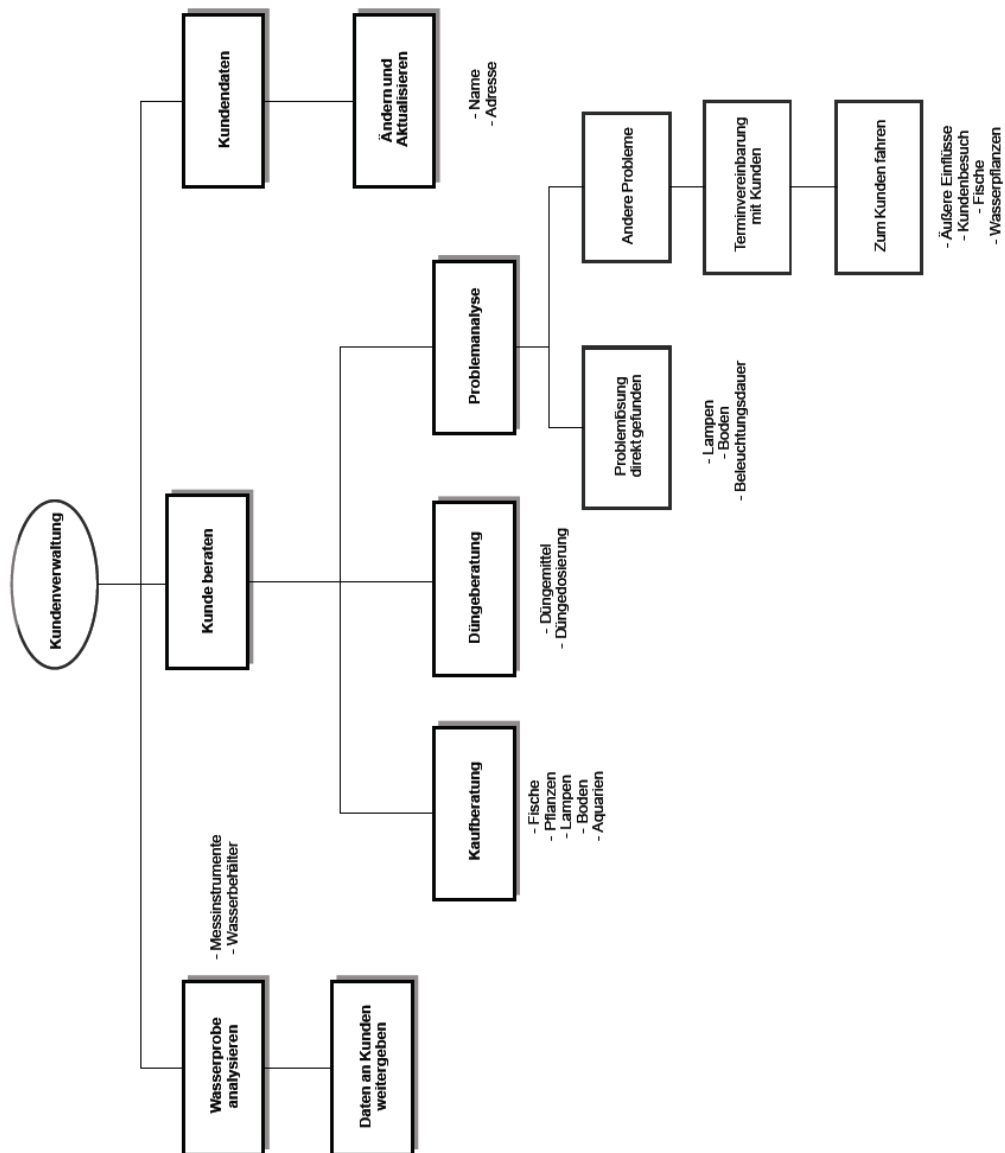 Kundenverwaltung
Wasserprobe
analysieren
- Messinstrumente
- Wasserbehälter
Daten an Kunden
weitergeben
Kunde beraten
Kaufberatung
- Fische
- Pflanzen
- Lampen
- Boden
- Aquarien
Düngeberatung
- Düngemittel
- Düngedosierung
Problemanalyse
Problemlösung
direkt gefunden
- Lampen
- Boden
- Beleuchtungsdauer
Andere Probleme
Terminvereinbarung
mit Kunden
Zum Kunden fahren
- Äußere Einflüsse
- Kundenbesuch
- Fische
- Wasserpflanzen
Kundendaten
Ändern und
Aktualisieren
- Name
- Adresse